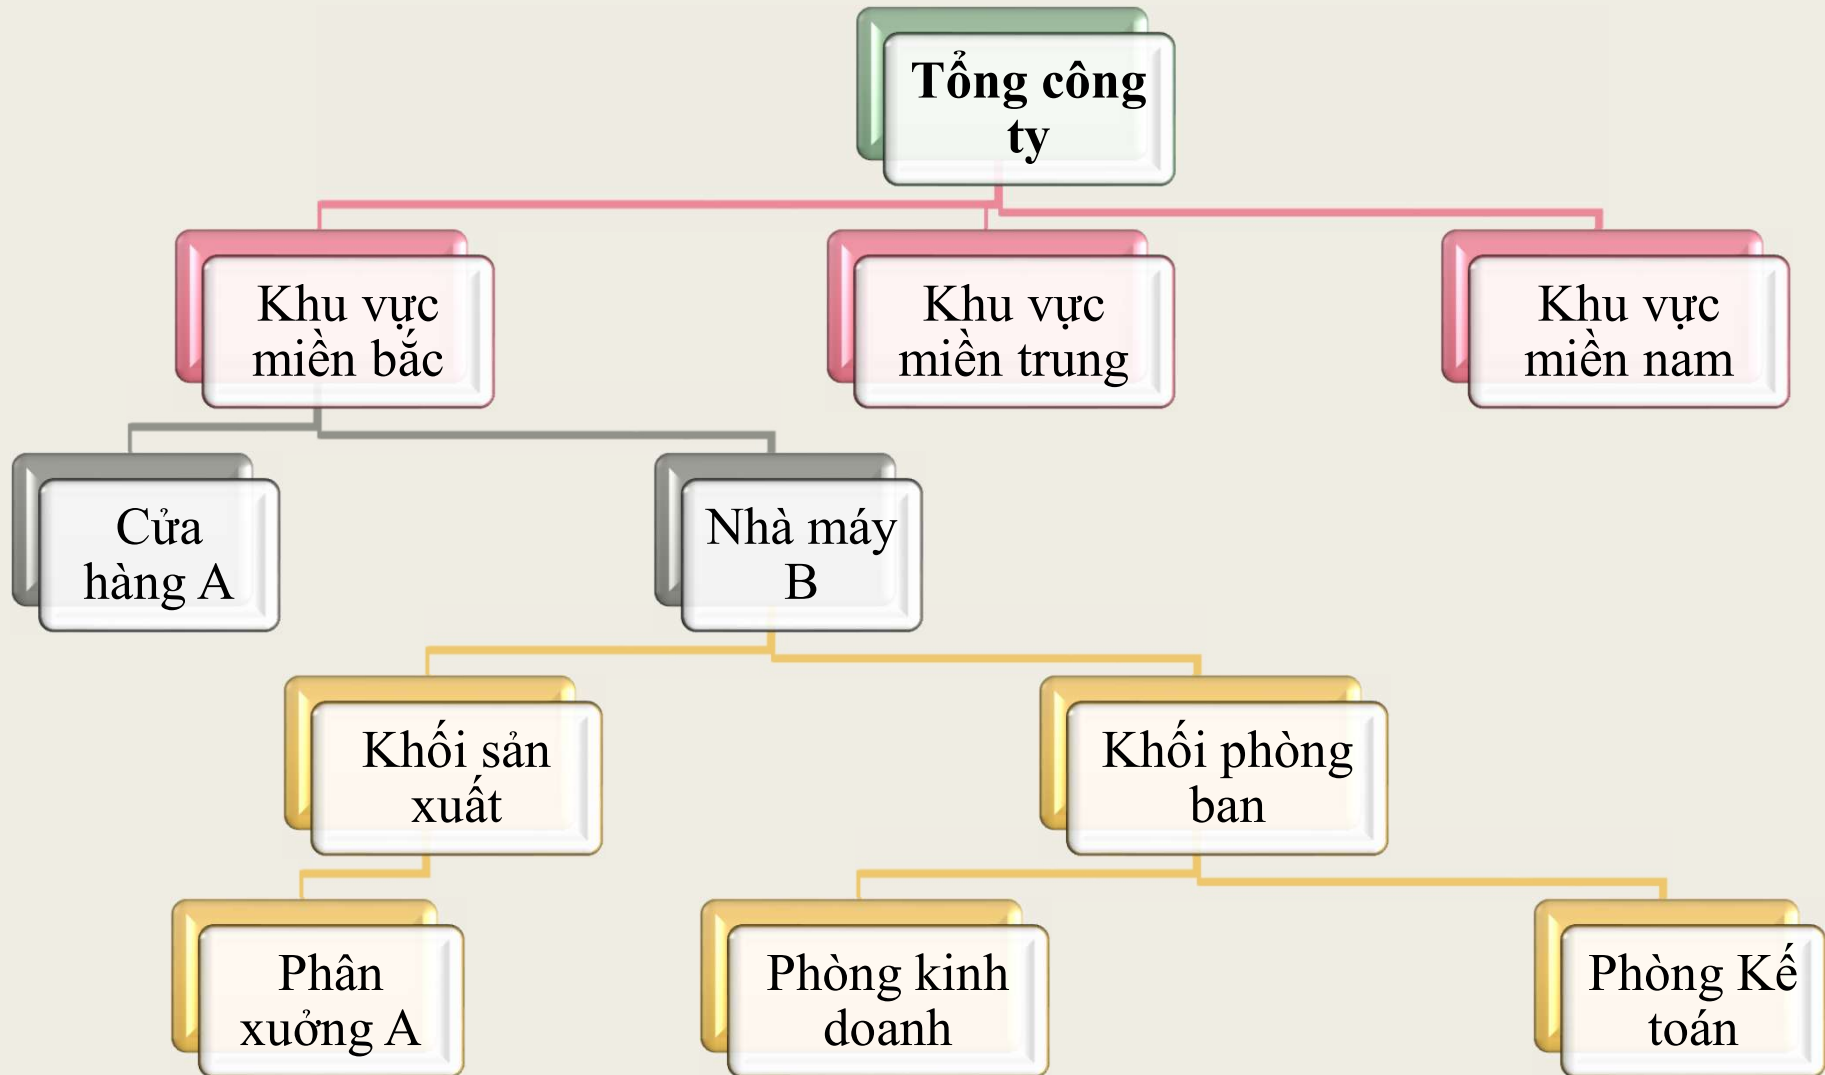 Tổng công
ty
Khu vực
miền bắc
Khu vực
miền trung
Khu vực
miền nam
Cửa
hàng A
Nhà máy
B
Khối sản
xuất
Khối phòng
ban
Phân
xưởng A
Phòng kinh
doanh
Phòng Kế
toán